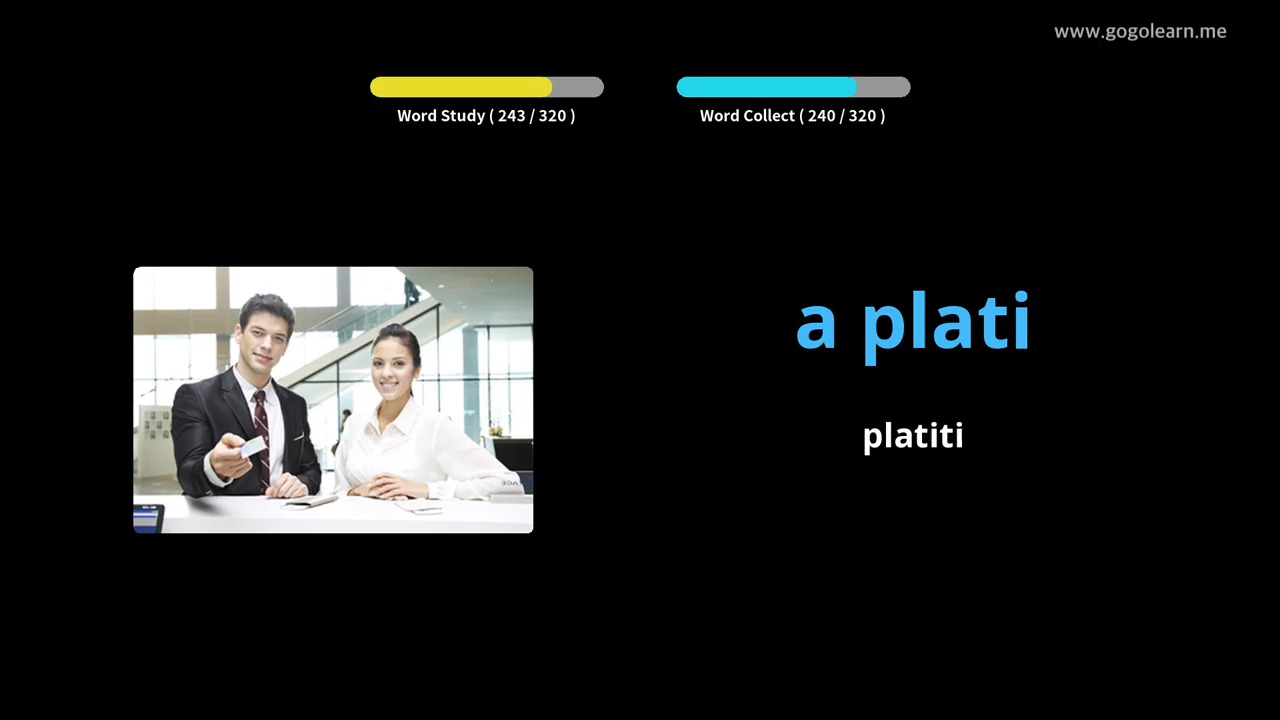 www.gogolearn.me
Word Study ( 243 / 320 )
Word Collect ( 240 / 320 )
a plati
platiti